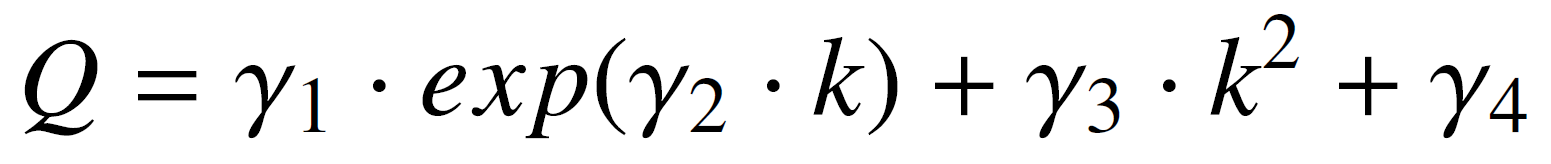 Q = γ₁ · exp(γ₂ · k) + γ₃ · k² + γ₄